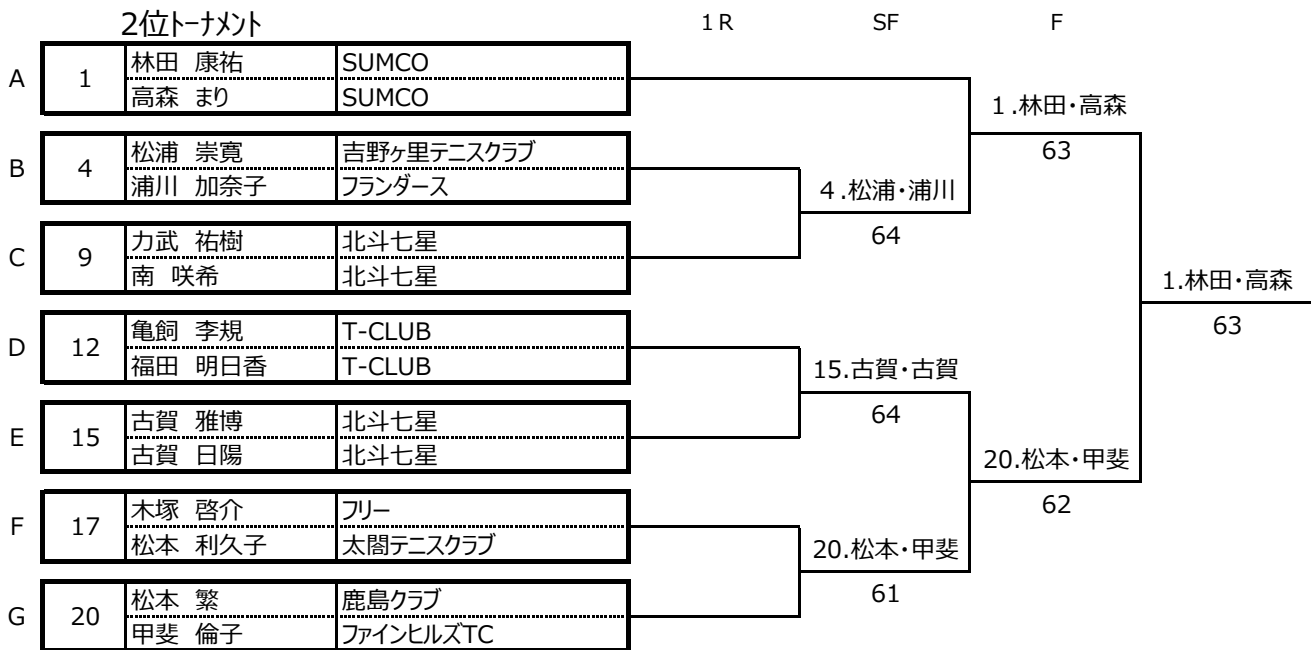 2位トーナメント 1R SF F
A 1 林田 康祐 SUMCO
高森 まり SUMCO
1.林田・高森
63
B 4 松浦 崇寛 吉野ヶ里テニスクラブ
浦川 加奈子 フランダース
4.松浦・浦川
64
C 9 力武 祐樹 北斗七星
南 咲希 北斗七星
1.林田・高森
63
D 12 亀飼 李規 T-CLUB
福田 明日香 T-CLUB
15.古賀・古賀
64
E 15 古賀 雅博 北斗七星
古賀 日陽 北斗七星
20.松本・甲斐
62
F 17 木塚 啓介 フリー
松本 利久子 太閤テニスクラブ
20.松本・甲斐
61
G 20 松本 繁 鹿島クラブ
甲斐 倫子 ファインヒルズTC